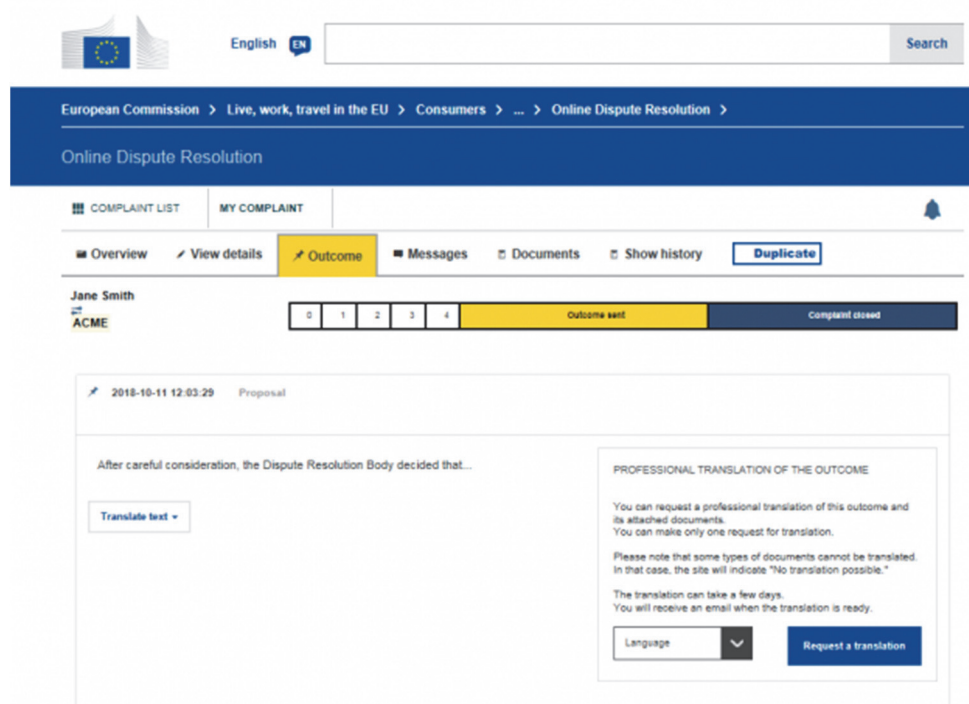 English EN Search
European Commission > Live, work, travel in the EU > Consumers > ... > Online Dispute Resolution >
Online Dispute Resolution
COMPLAINT LIST MY COMPLAINT
Overview View details Outcome Messages Documents Show history Duplicate
Jane Smith
ACME
0 1 2 3 4 Outcome sent Complaint closed
2018-10-11 12:03:29 Proposal
After careful consideration, the Dispute Resolution Body decided that...
Translate text
PROFESSIONAL TRANSLATION OF THE OUTCOME
You can request a professional translation of this outcome and
its attached documents.
You can make only one request for translation.
Please note that some types of documents cannot be translated.
In that case, the site will indicate "No translation possible."
The translation can take a few days.
You will receive an email when the translation is ready.
Language Request a translation